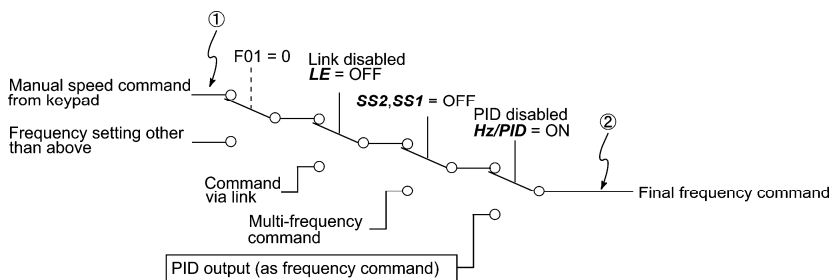 ①
F01 = 0
Link disabled
LE = OFF
Manual speed command
from keypad
SS2,SS1 = OFF
PID disabled
Hz/PID = ON
②
Frequency setting other
than above
Final frequency command
Command
via link
Multi-frequency
command
PID output (as frequency command)